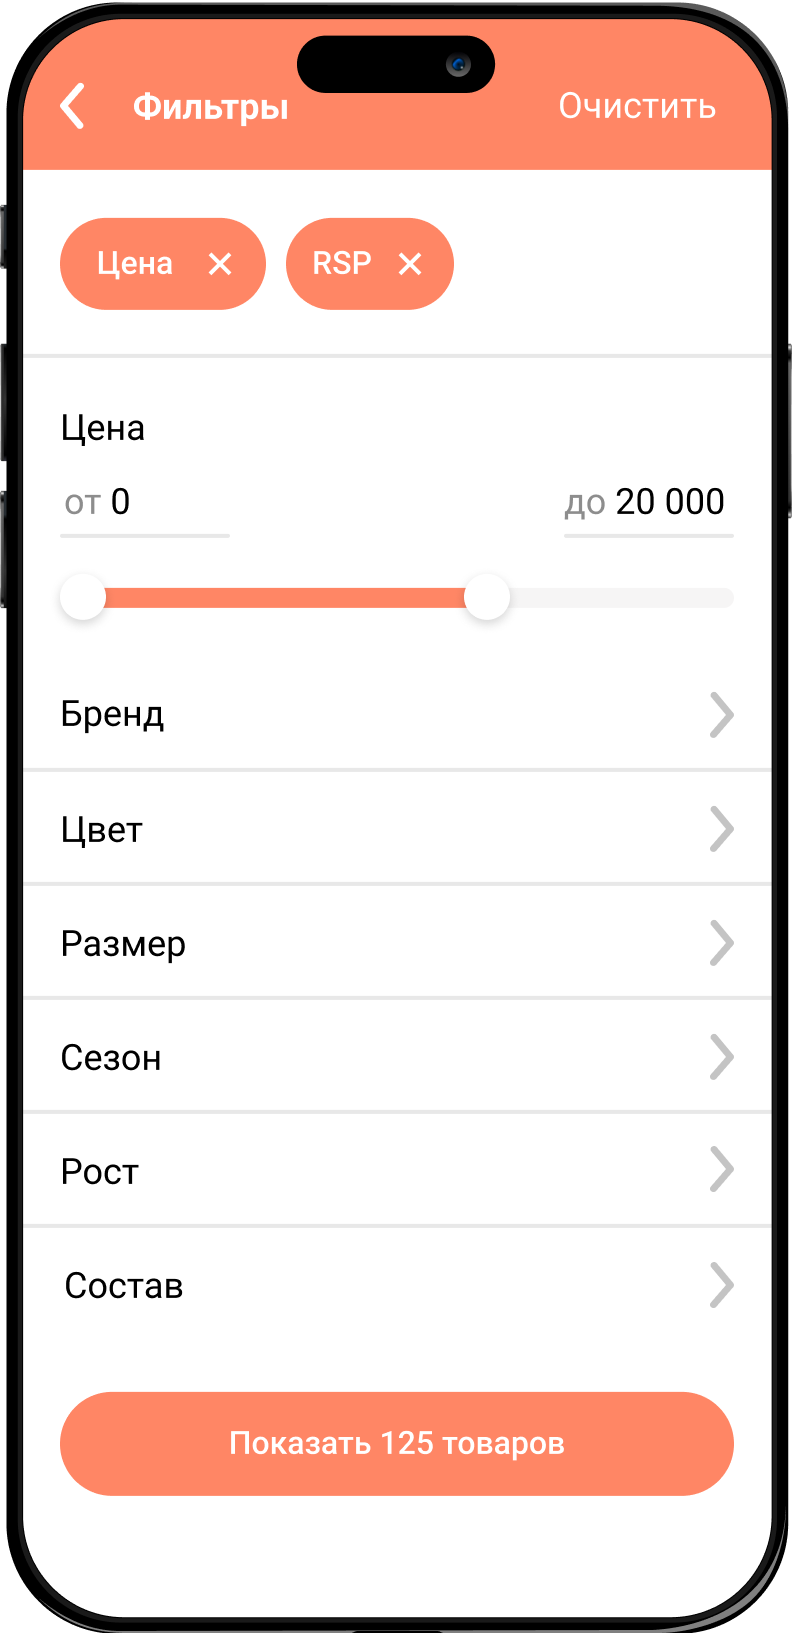 Фильтры Очистить
Цена RSP
Цена
от 0 до 20 000
Бренд
Цвет
Размер
Сезон
Рост
Состав
Показать 125 товаров